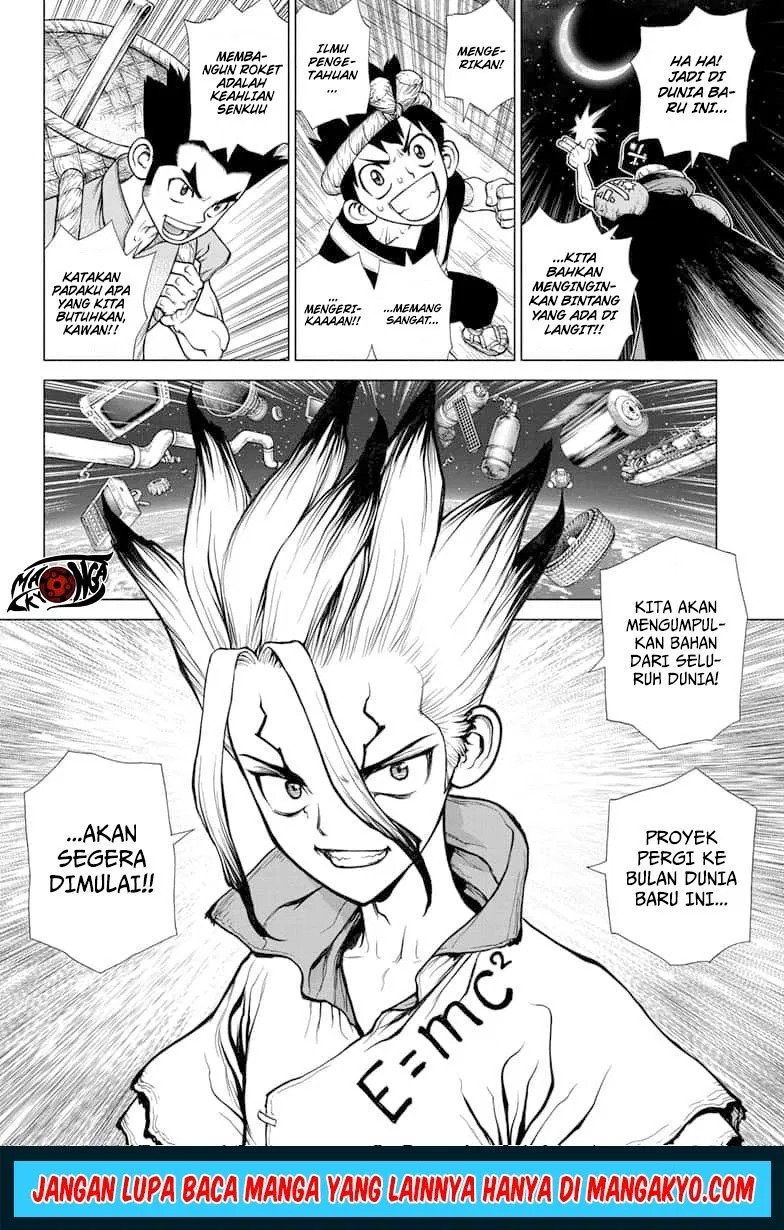 HA HA!
JADI DI
DUNIA BA-
RU INI...
...KITA
BAHKAN
MENGINGIN-
KAN BINTANG
YANG ADA DI
LANGIT!!
MENGE-
RIKAN!
ILMU
PENGE-
TAHUAN
...
...MEMANG
SANGAT...
...
MENGERI-
KAAAAN!!
MEMBA-
NGUN ROKET
ADALAH
KEAHLIAN
SENKUU
KATAKAN
PADAKU APA
YANG KITA
BUTUHKAN,
KAWAN!!
MANGA
KYO
KITA AKAN
MENGUMPUL-
KAN BAHAN
DARI SELU-
RUH DUNIA!
PROYEK
PERGI KE
BULAN DUNIA
BARU INI...
...AKAN
SEGERA
DIMULAI!!
E=mc²
JANGAN LUPA BACA MANGA YANG LAINNYA HANYA DI MANGAKYO.COM